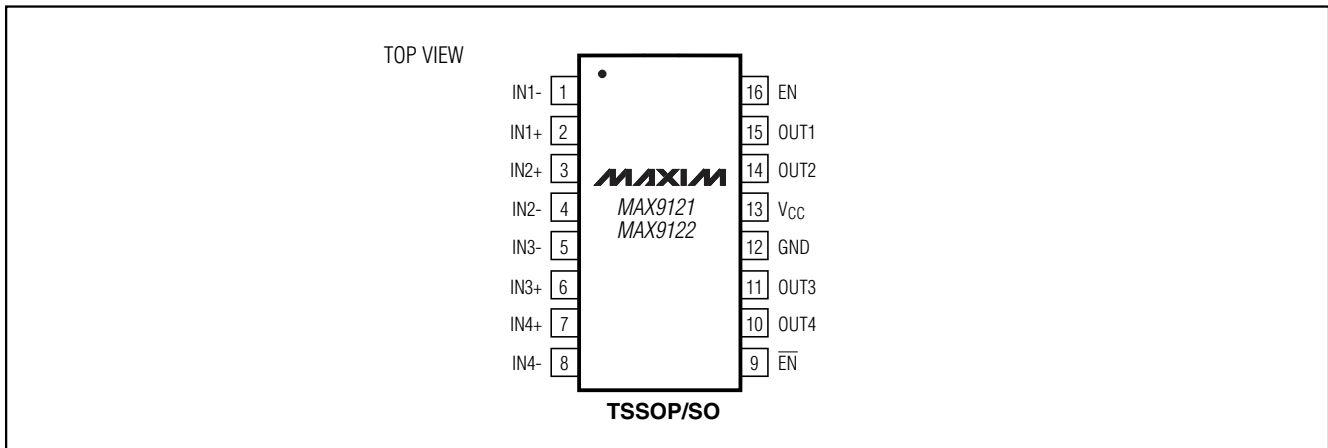 TOP VIEW
IN1- 1
IN1+ 2
IN2+ 3
IN2- 4
IN3- 5
IN3+ 6
IN4+ 7
IN4- 8
MAXIM
MAX9121
MAX9122
16 EN
15 OUT1
14 OUT2
13 VCC
12 GND
11 OUT3
10 OUT4
9 E̅N̅
TSSOP/SO